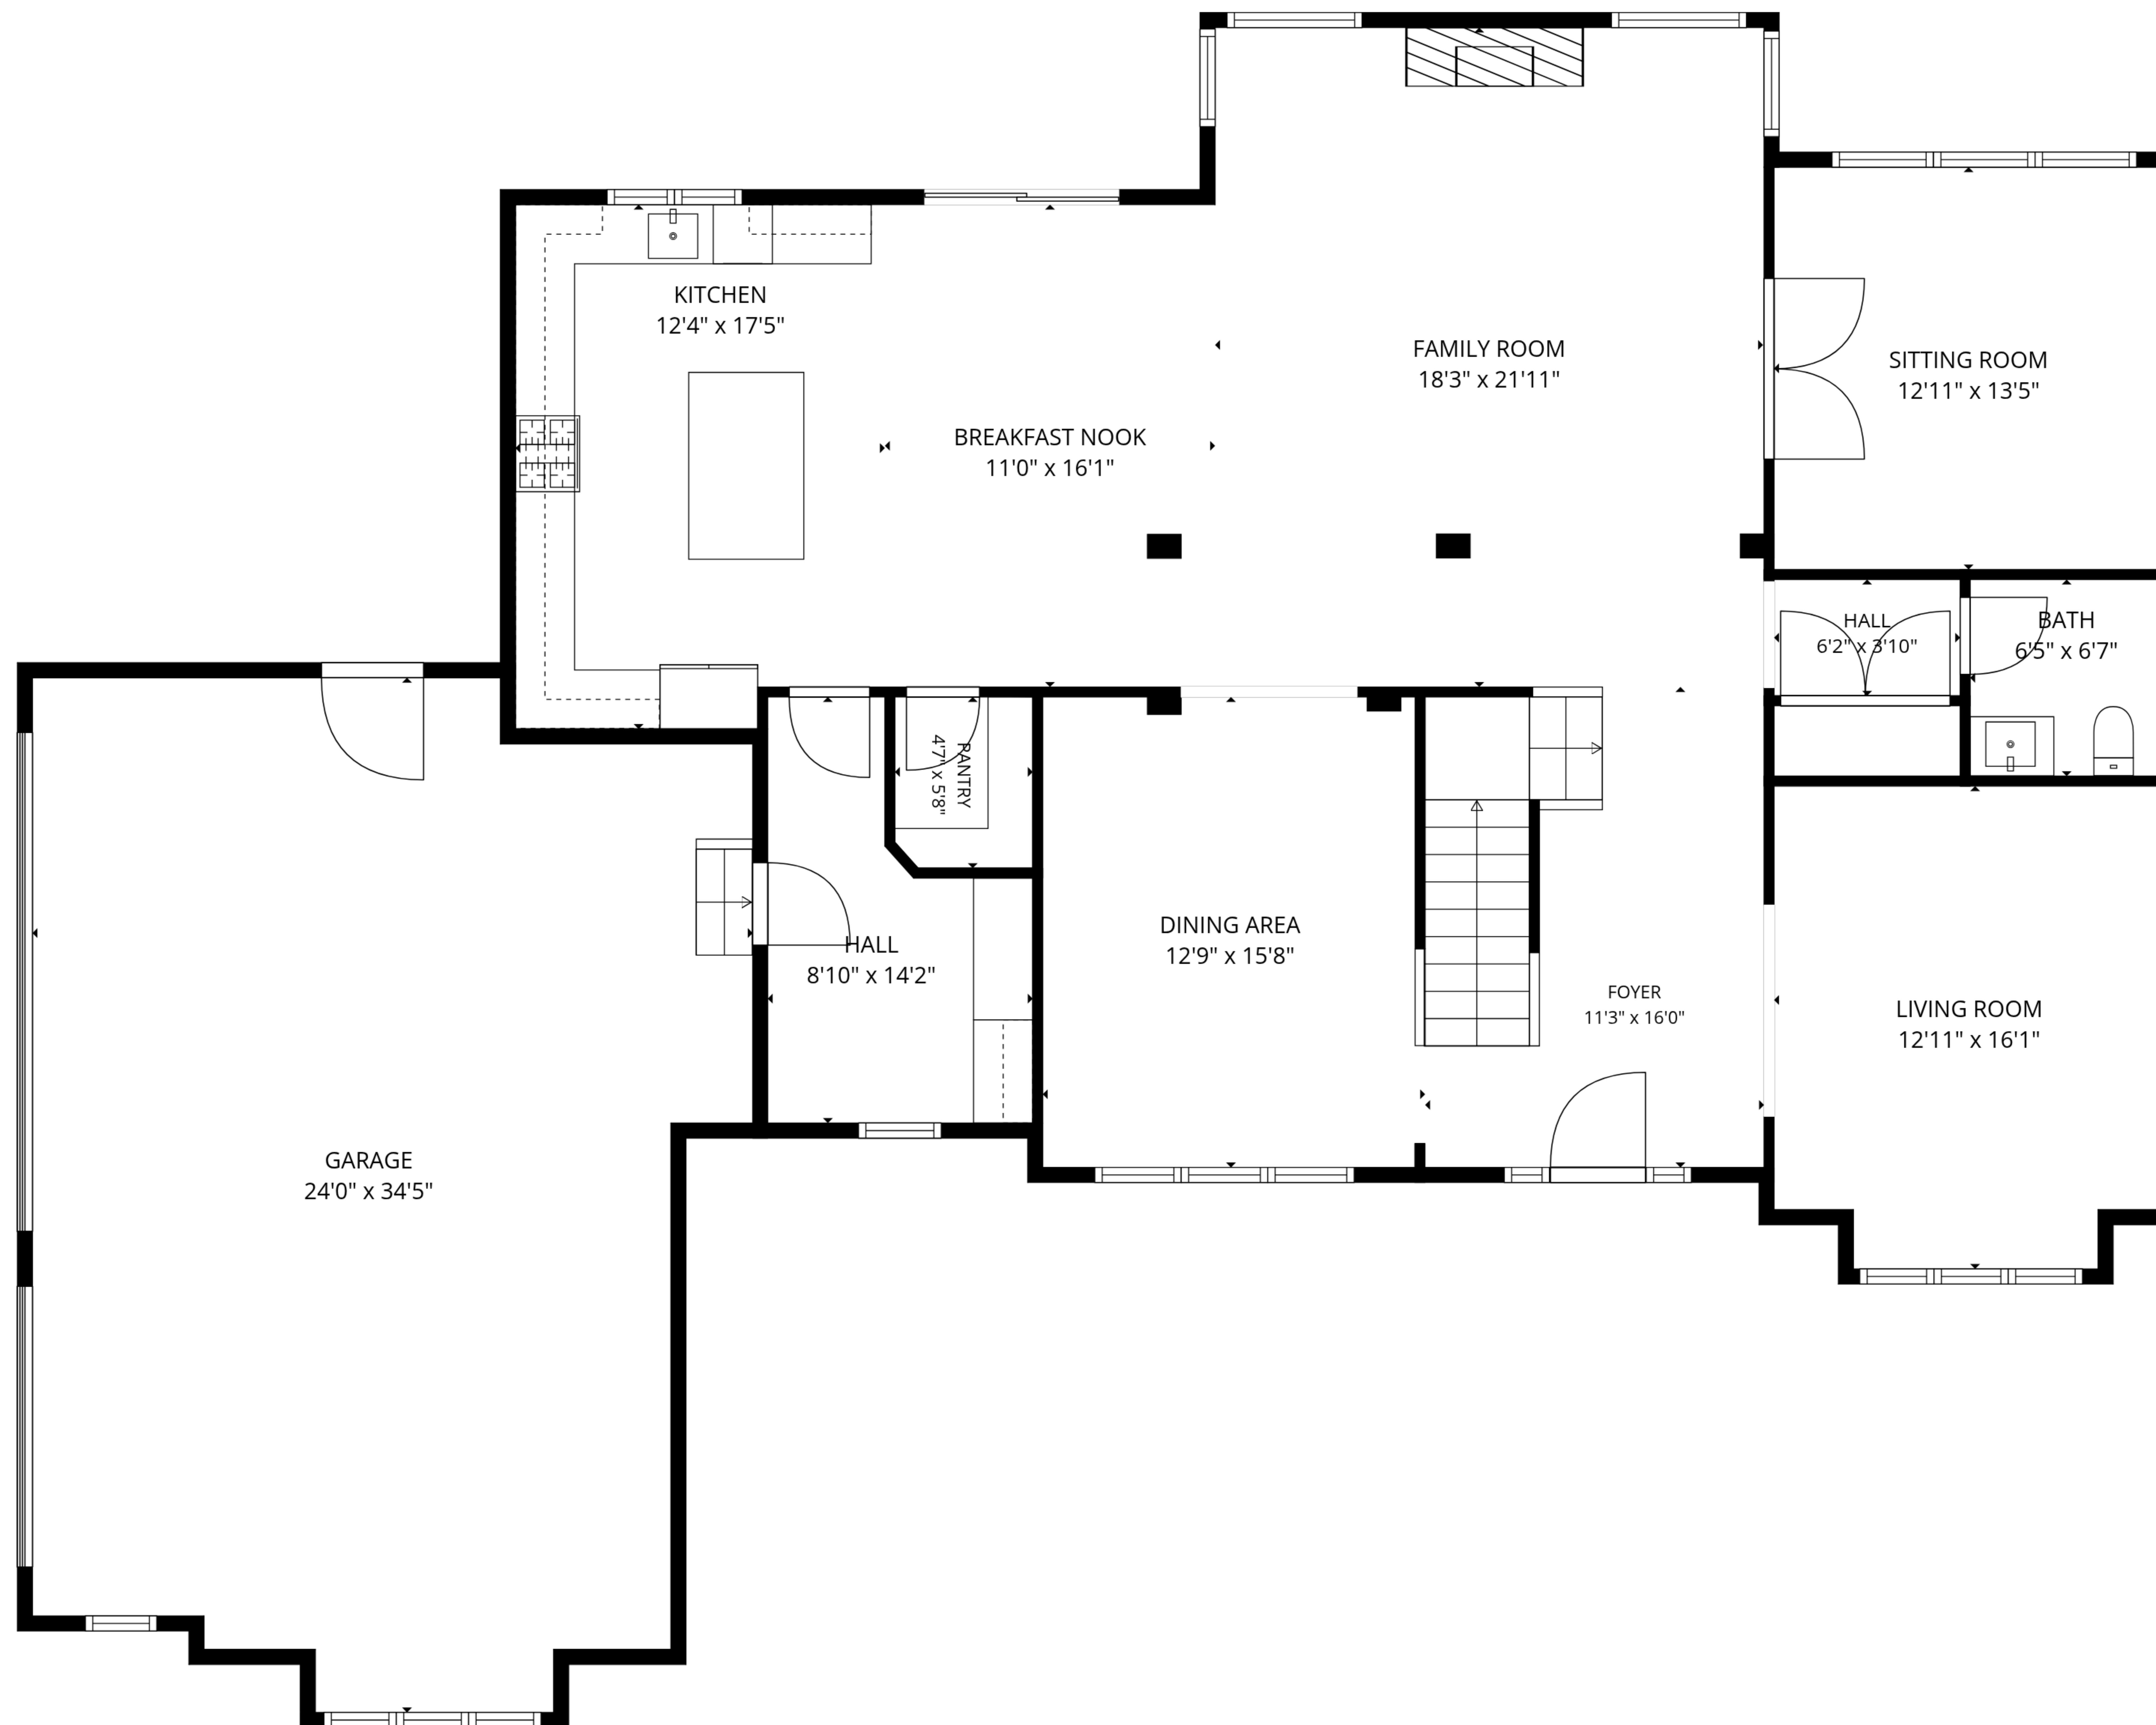 KITCHEN
12'4" x 17'5"
FAMILY ROOM
18'3" x 21'11"
SITTING ROOM
12'11" x 13'5"
BREAKFAST NOOK
11'0" x 16'1"
HALL
6'2" x 3'10"
BATH
6'5" x 6'7"
PANTRY
4'7" x 5'8"
DINING AREA
12'9" x 15'8"
HALL
8'10" x 14'2"
FOYER
11'3" x 16'0"
LIVING ROOM
12'11" x 16'1"
GARAGE
24'0" x 34'5"